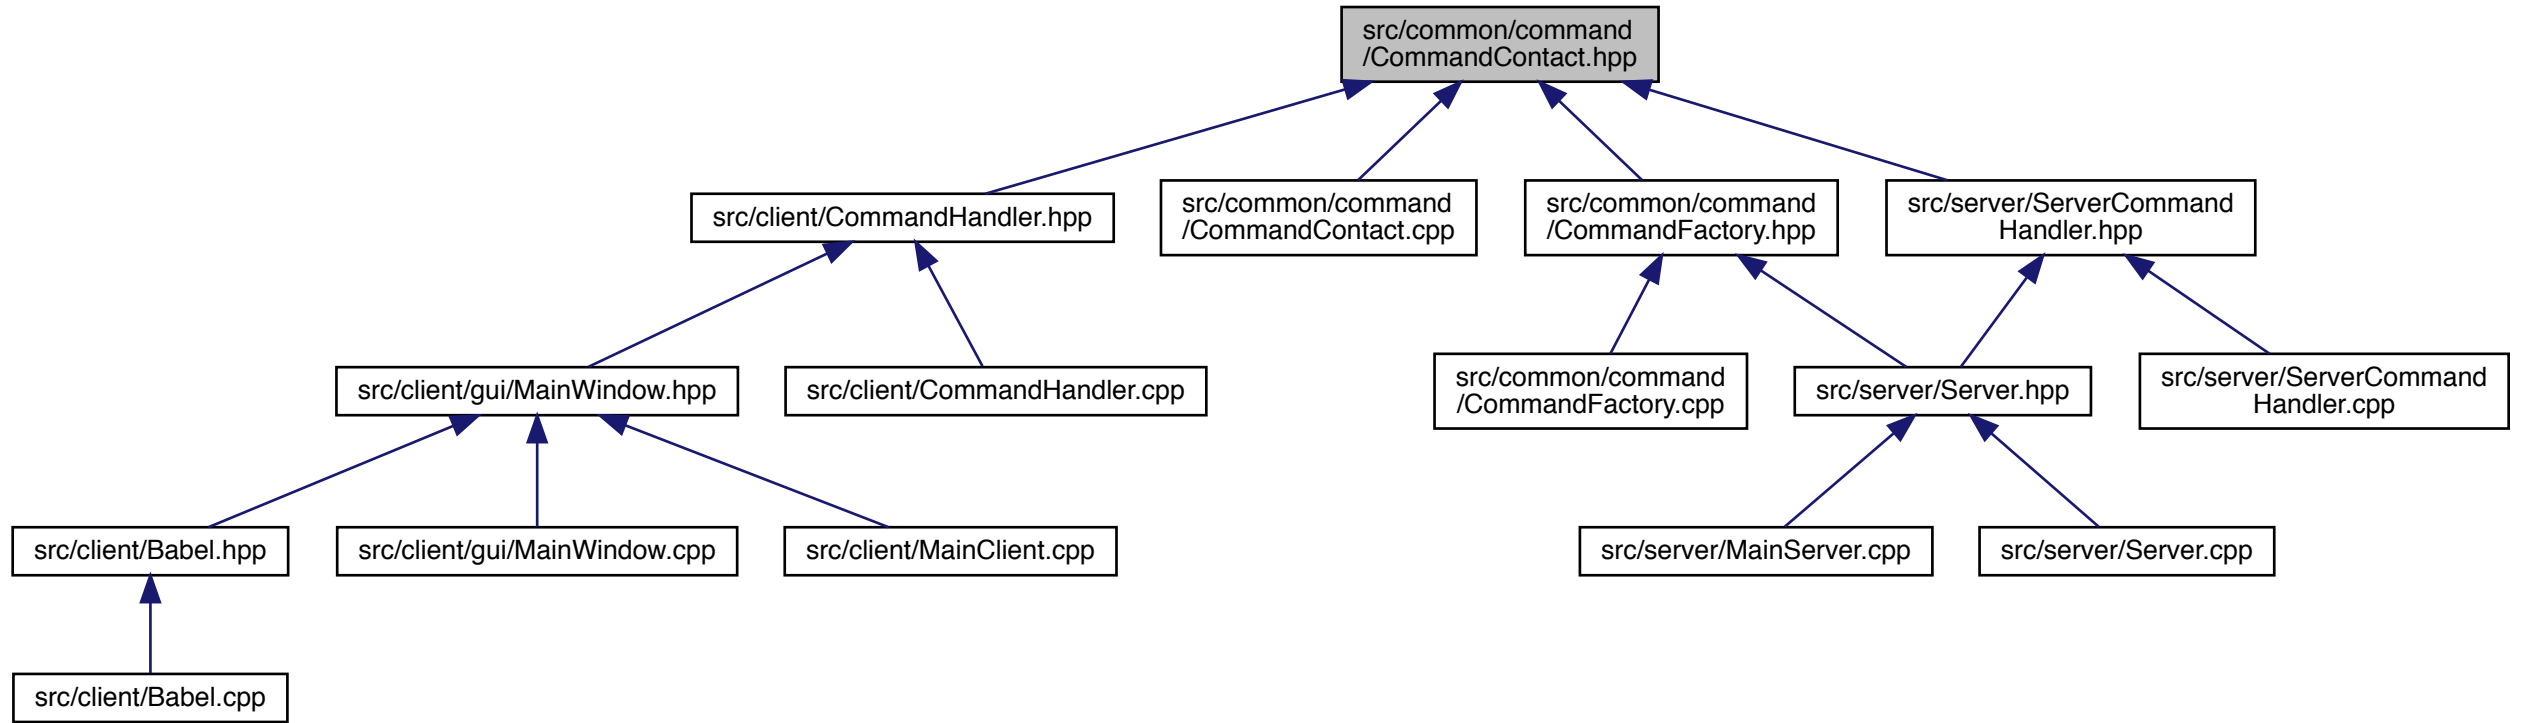 src/common/command
/CommandContact.hpp
src/client/CommandHandler.hpp
src/common/command
/CommandContact.cpp
src/common/command
/CommandFactory.hpp
src/server/ServerCommand
Handler.hpp
src/client/gui/MainWindow.hpp
src/client/CommandHandler.cpp
src/common/command
/CommandFactory.cpp
src/server/Server.hpp
src/server/ServerCommand
Handler.cpp
src/client/Babel.hpp
src/client/gui/MainWindow.cpp
src/client/MainClient.cpp
src/server/MainServer.cpp
src/server/Server.cpp
src/client/Babel.cpp